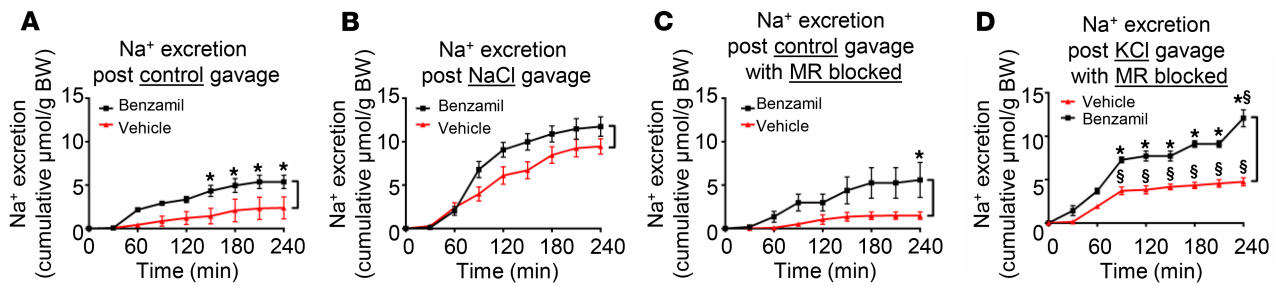 A
Na⁺ excretion
post control gavage
Na⁺ excretion
(cumulative μmol/g BW)
15
10
5
0
Benzamil
Vehicle
* * * *
0 60 120 180 240
Time (min)
B
Na⁺ excretion
post NaCl gavage
Na⁺ excretion
(cumulative μmol/g BW)
15
10
5
0
Benzamil
Vehicle
0 60 120 180 240
Time (min)
C
Na⁺ excretion
post control gavage
with MR blocked
Na⁺ excretion
(cumulative μmol/g BW)
15
10
5
0
Benzamil
Vehicle
*
0 60 120 180 240
Time (min)
D
Na⁺ excretion
post KCl gavage
with MR blocked
Na⁺ excretion
(cumulative μmol/g BW)
15
10
5
0
Vehicle
Benzamil
* * * * * *§
§ § § § § §
0 60 120 180 240
Time (min)